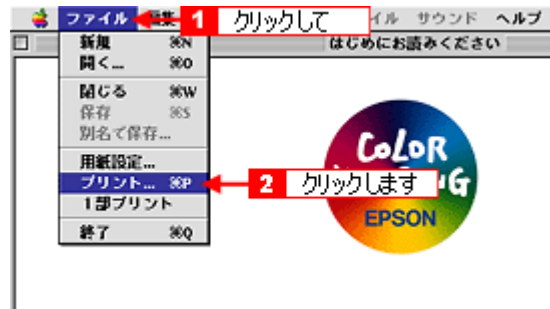 ファイル 編集 1 クリックして イル サウンド ヘルプ
はじめにお読みください
新規 ⌘N
開く... ⌘O
閉じる ⌘W
保存 ⌘S
別名で保存...
用紙設定...
プリント... ⌘P 2 クリックします
1部プリント
終了 ⌘Q
COLOR
G
EPSON